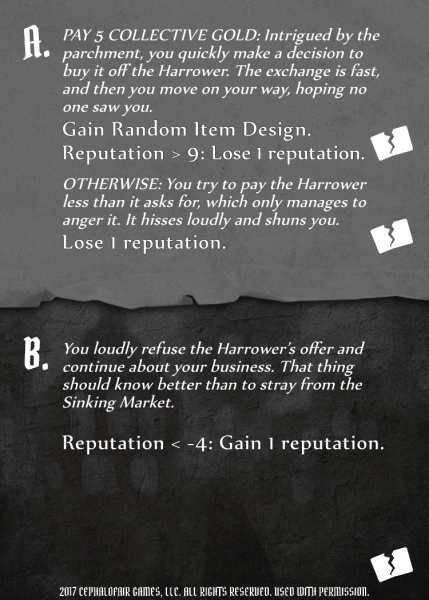 A.
PAY 5 COLLECTIVE GOLD: Intrigued by the
parchment, you quickly make a decision to
buy it off the Harrower. The exchange is fast,
and then you move on your way, hoping no
one saw you.
Gain Random Item Design.
Reputation > 9: Lose 1 reputation.
OTHERWISE: You try to pay the Harrower
less than it asks for, which only manages to
anger it. It hisses loudly and shuns you.
Lose 1 reputation.
B.
You loudly refuse the Harrower's offer and
continue about your business. That thing
should know better than to stray from the
Sinking Market.
Reputation < -4: Gain 1 reputation.
2017 CEPHALOFAIR GAMES, LLC. ALL RIGHTS RESERVED. USED WITH PERMISSION.